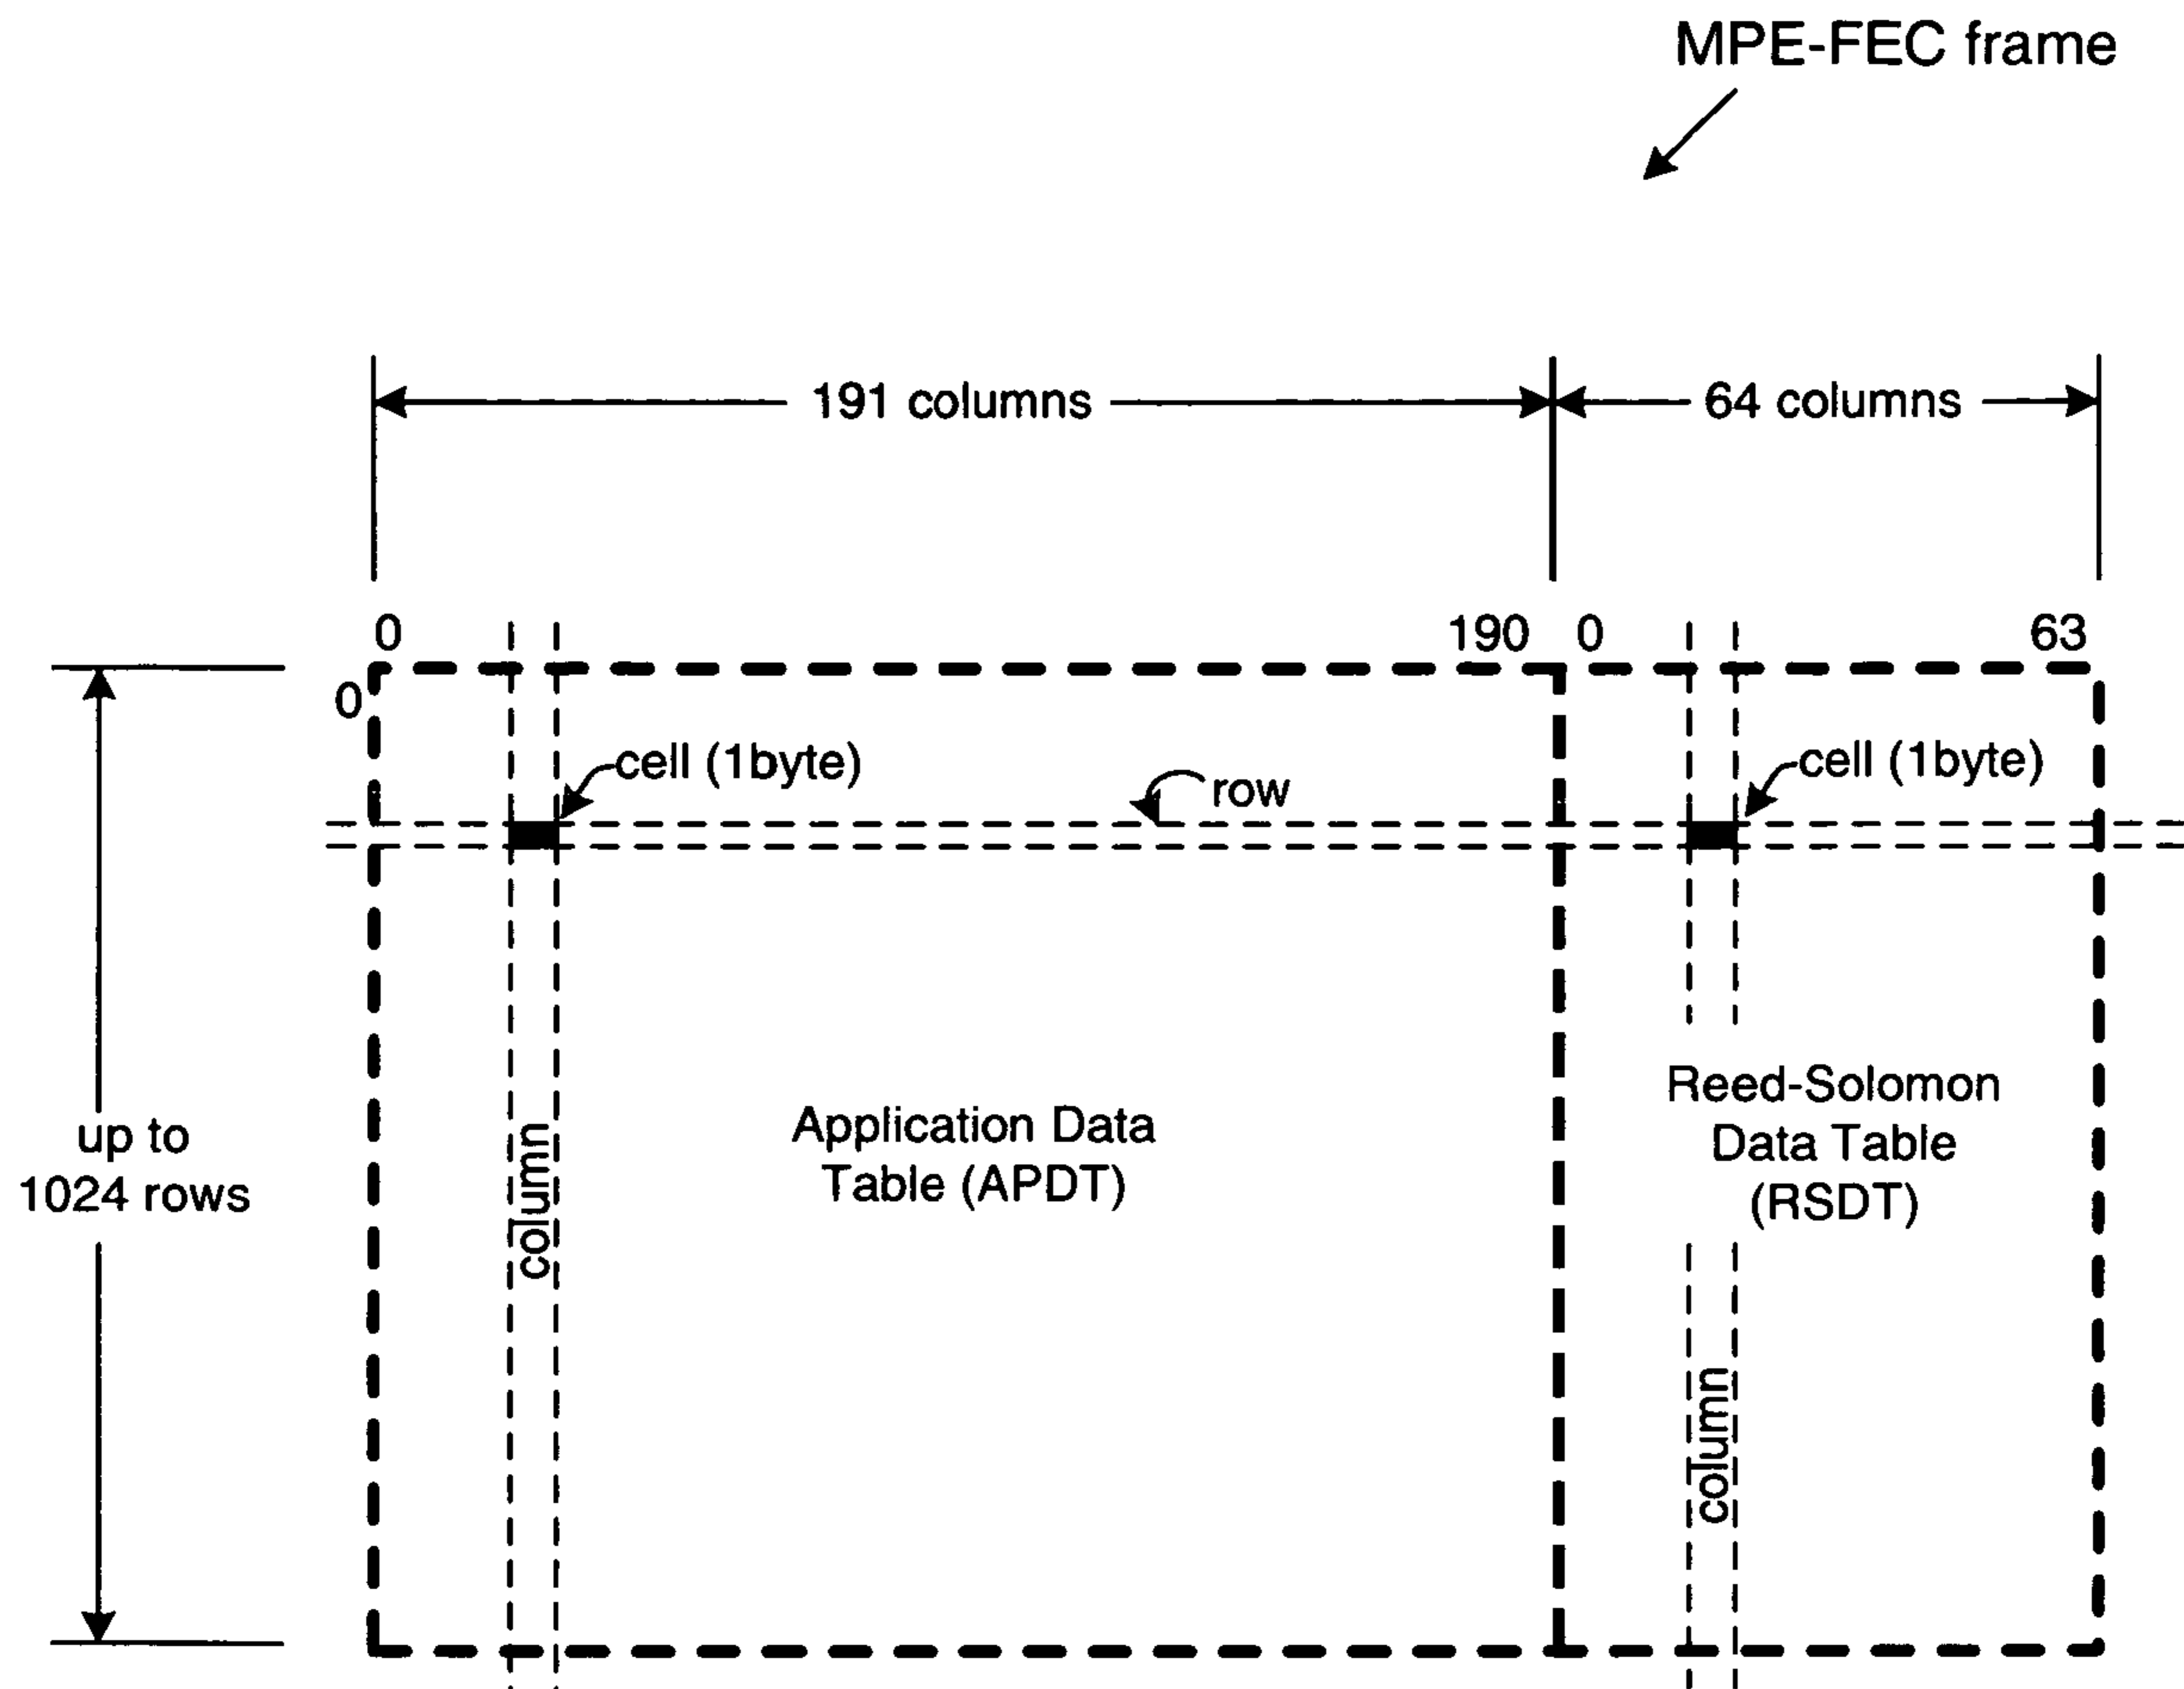 MPE-FEC frame
191 columns
64 columns
0
190
0
63
0
cell (1byte)
row
cell (1byte)
up to
1024 rows
column
Application Data
Table (APDT)
Reed-Solomon
Data Table
(RSDT)
column